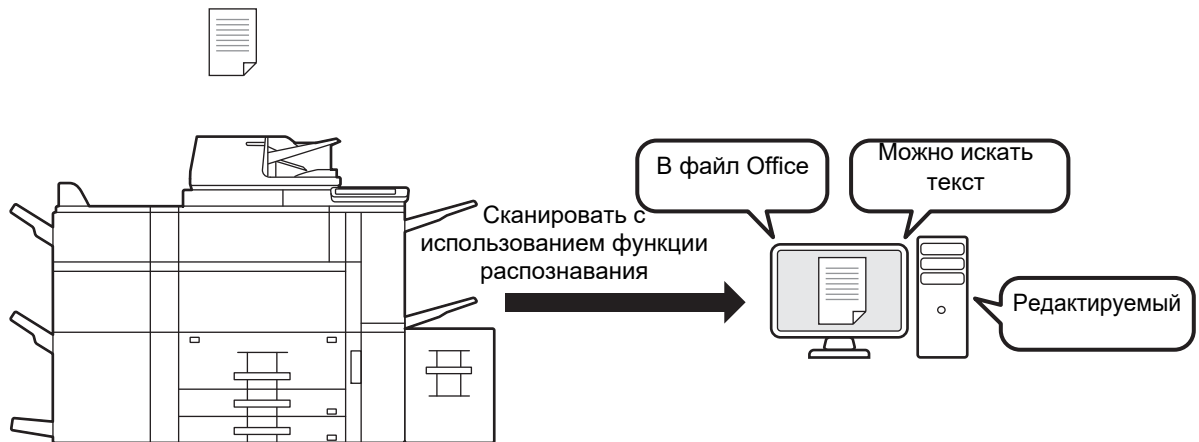 В файл Office
Можно искать
текст
Сканировать с
использованием функции
распознавания
Редактируемый